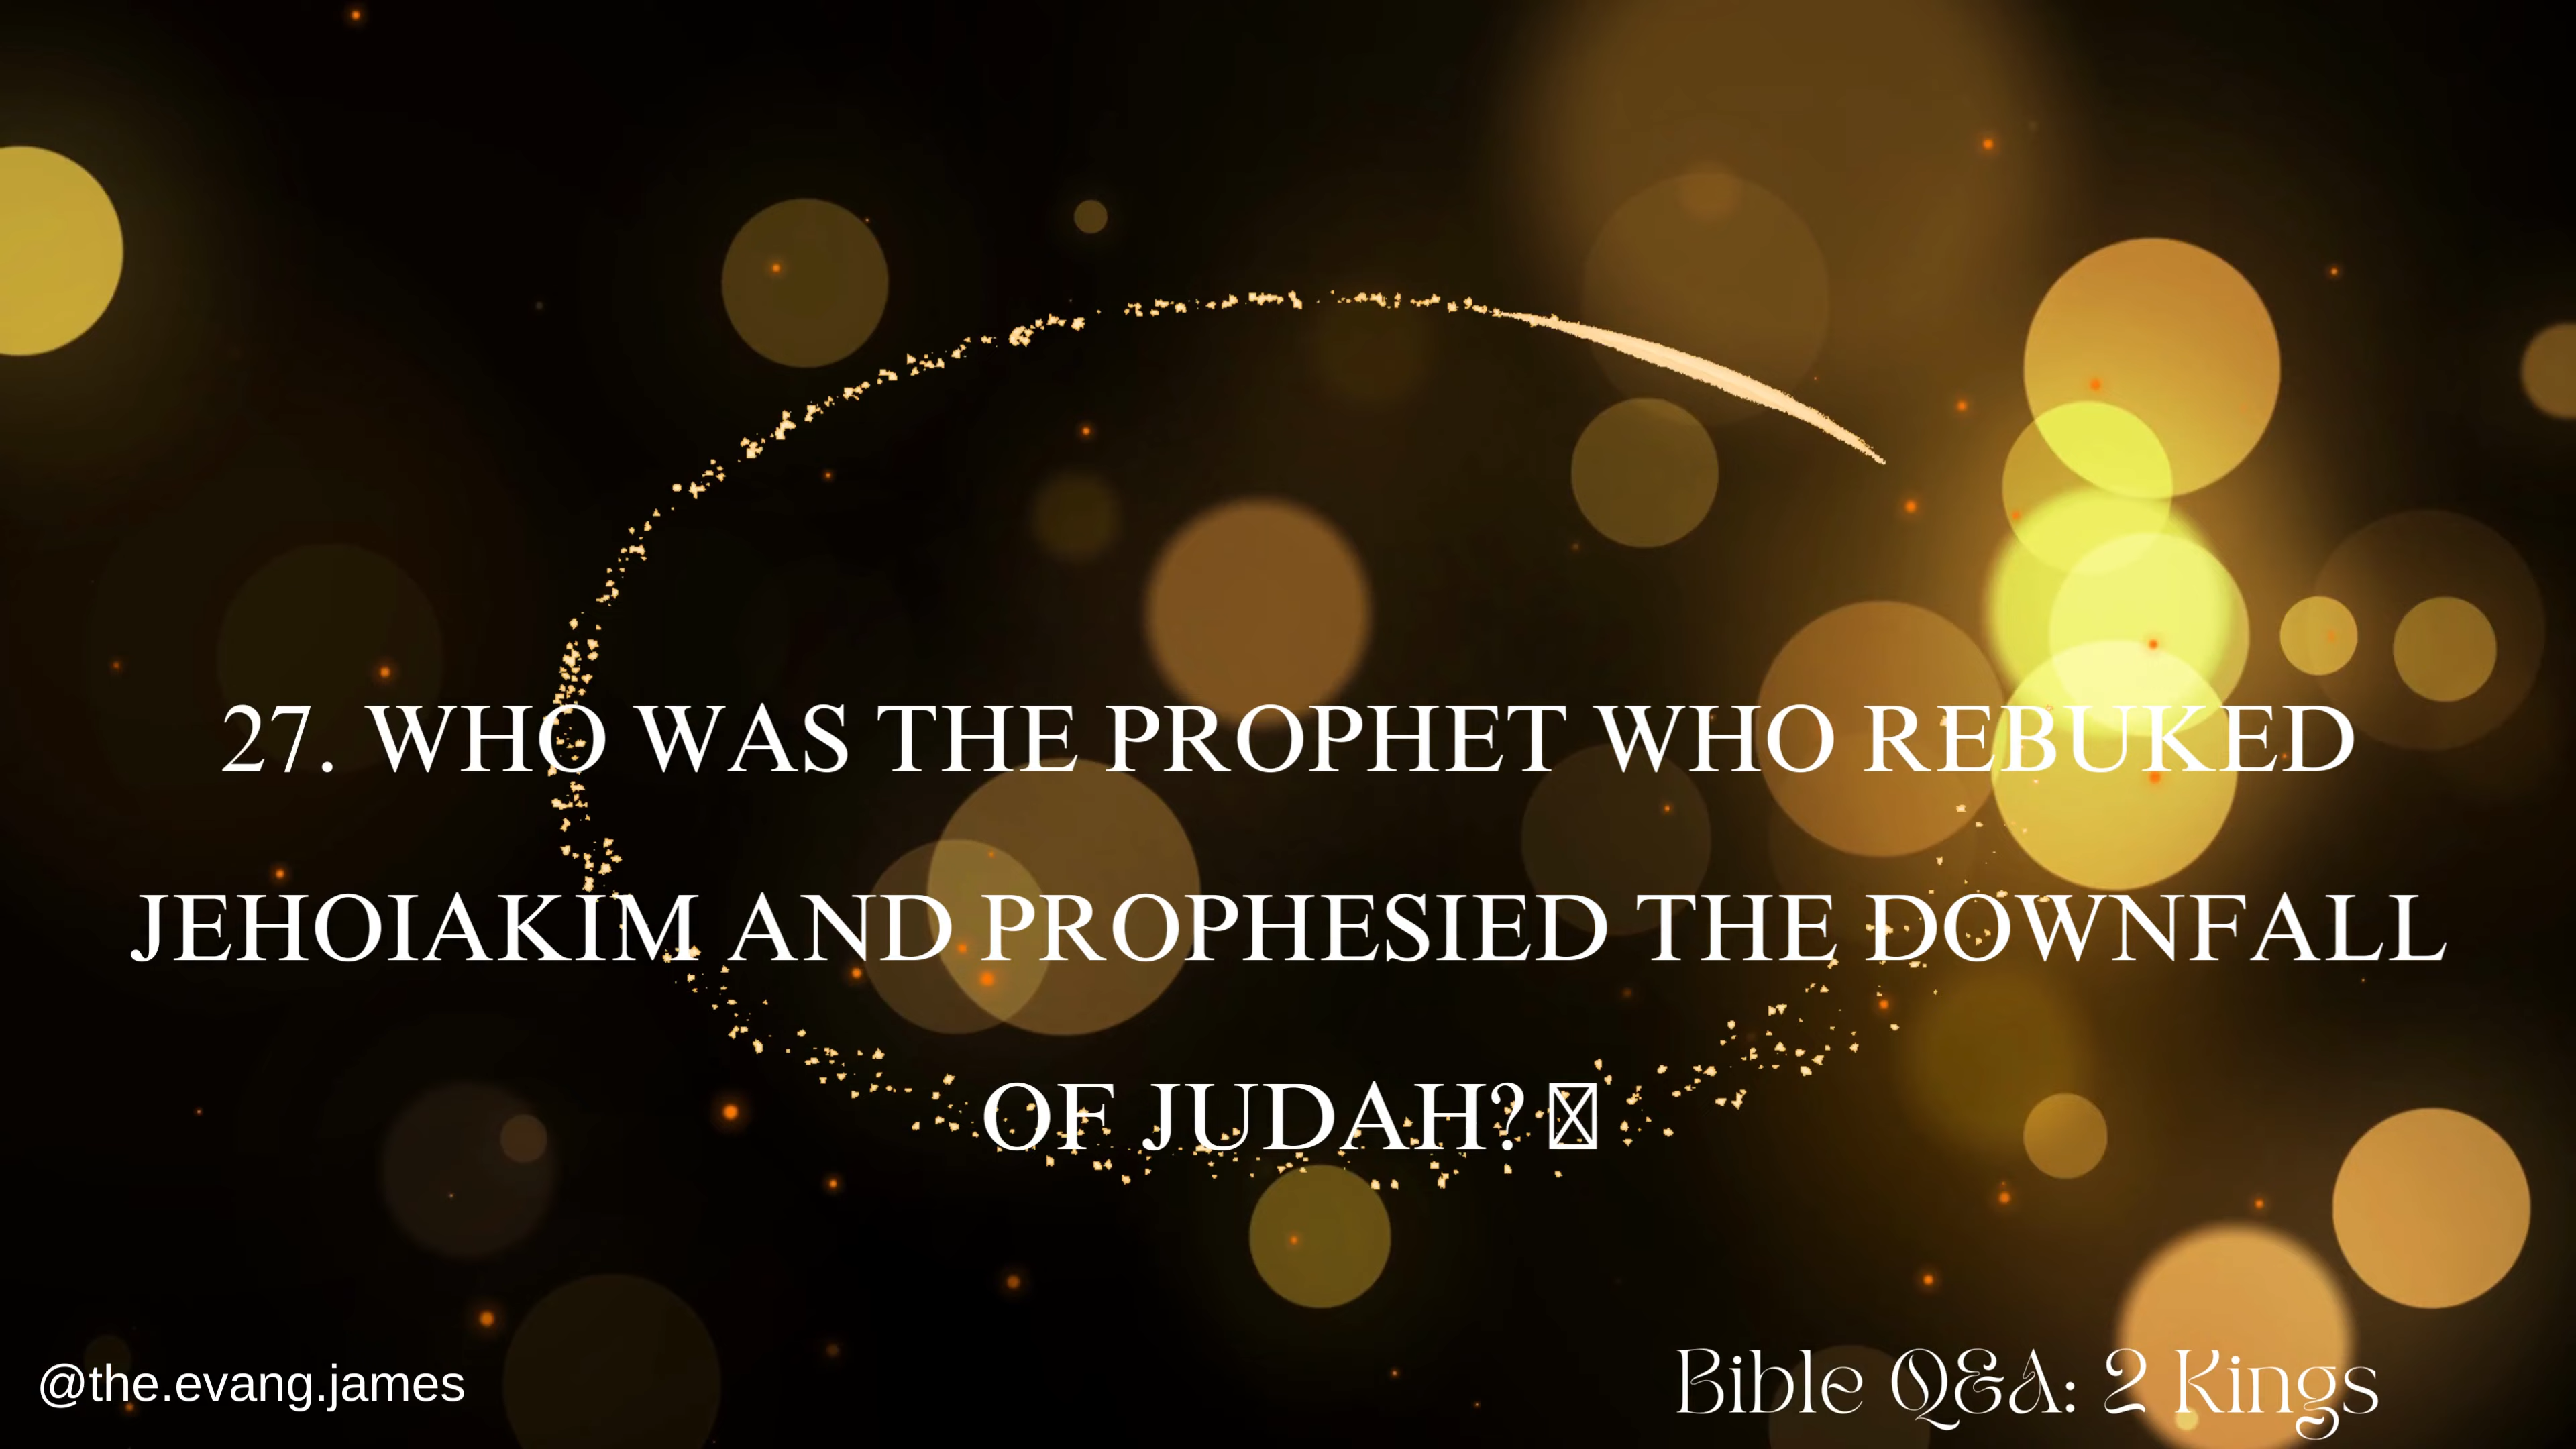 27. WHO WAS THE PROPHET WHO REBUKED
JEHOIAKIM AND PROPHESIED THE DOWNFALL
OF JUDAH?
@the.evang.james
Bible Q&A: 2 Kings